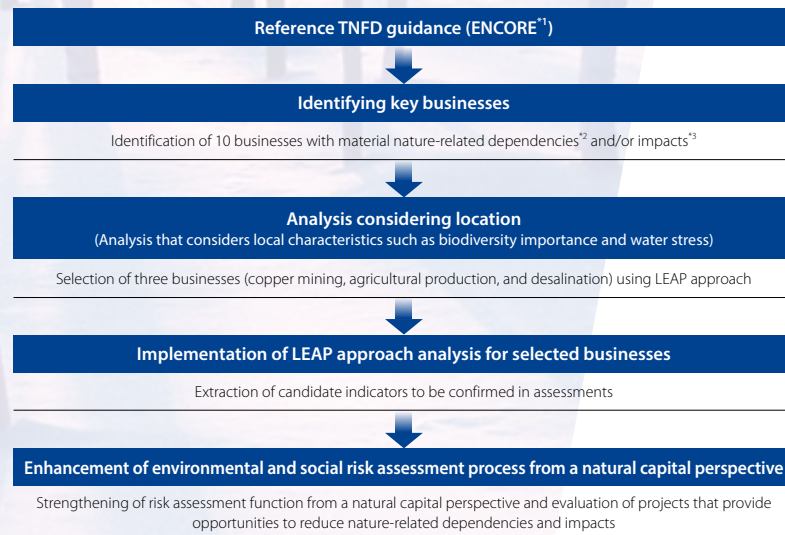 Reference TNFD guidance (ENCORE*1)
Identifying key businesses
Identification of 10 businesses with material nature-related dependencies*2 and/or impacts*3
Analysis considering location
(Analysis that considers local characteristics such as biodiversity importance and water stress)
Selection of three businesses (copper mining, agricultural production, and desalination) using LEAP approach
Implementation of LEAP approach analysis for selected businesses
Extraction of candidate indicators to be confirmed in assessments
Enhancement of environmental and social risk assessment process from a natural capital perspective
Strengthening of risk assessment function from a natural capital perspective and evaluation of projects that provide
opportunities to reduce nature-related dependencies and impacts